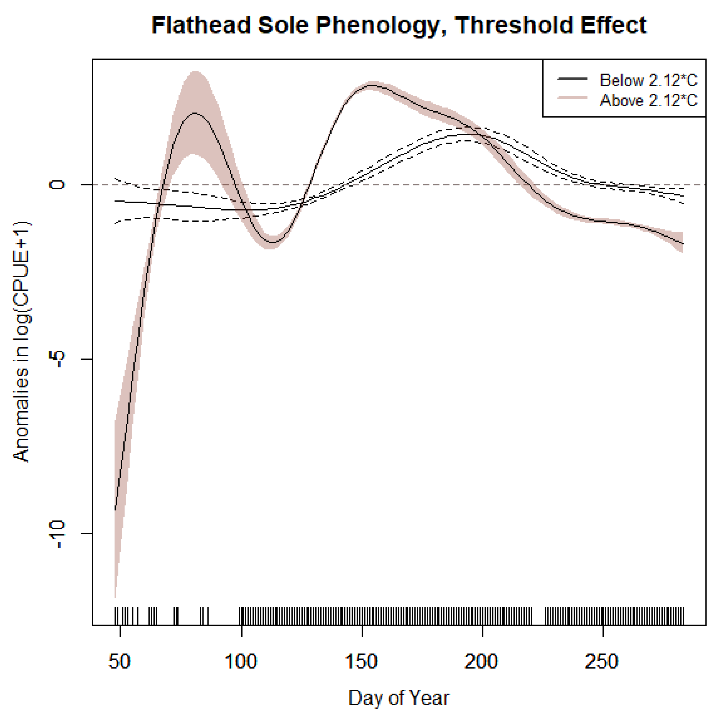 Flathead Sole Phenology, Threshold Effect
Below 2.12*C
Above 2.12*C
Anomalies in log(CPUE+1)
0
-5
-10
50 100 150 200 250
Day of Year